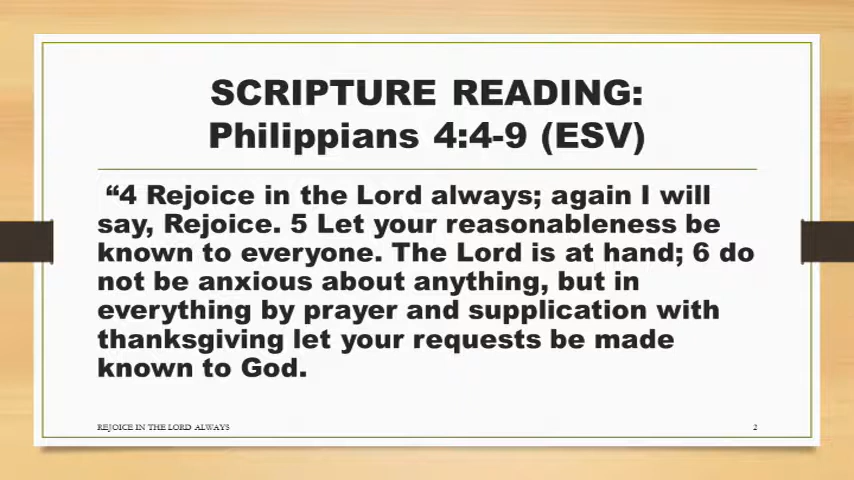 SCRIPTURE READING:
Philippians 4:4-9 (ESV)
“4 Rejoice in the Lord always; again I will
say, Rejoice. 5 Let your reasonableness be
known to everyone. The Lord is at hand; 6 do
not be anxious about anything, but in
everything by prayer and supplication with
thanksgiving let your requests be made
known to God.
REJOICE IN THE LORD ALWAYS
2